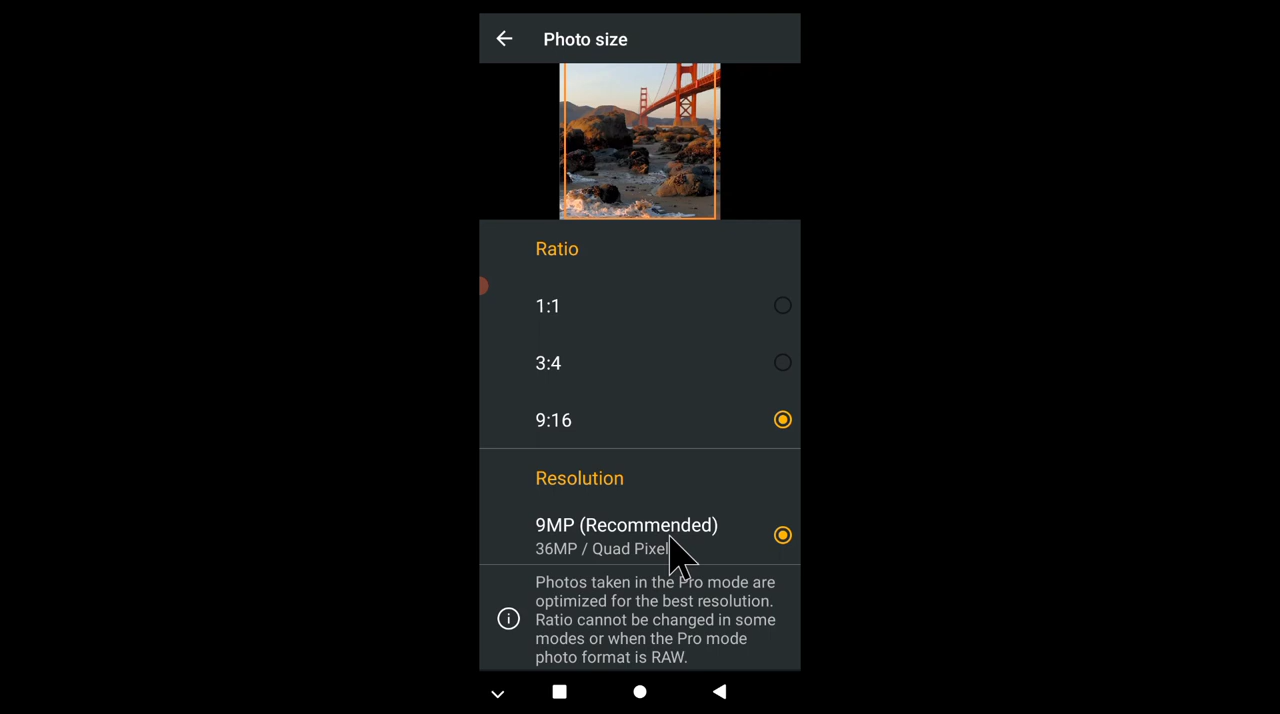 Photo size
Ratio
1:1
3:4
9:16
Resolution
9MP (Recommended)
36MP / Quad Pixel
Photos taken in the Pro mode are
optimized for the best resolution.
Ratio cannot be changed in some
modes or when the Pro mode
photo format is RAW.